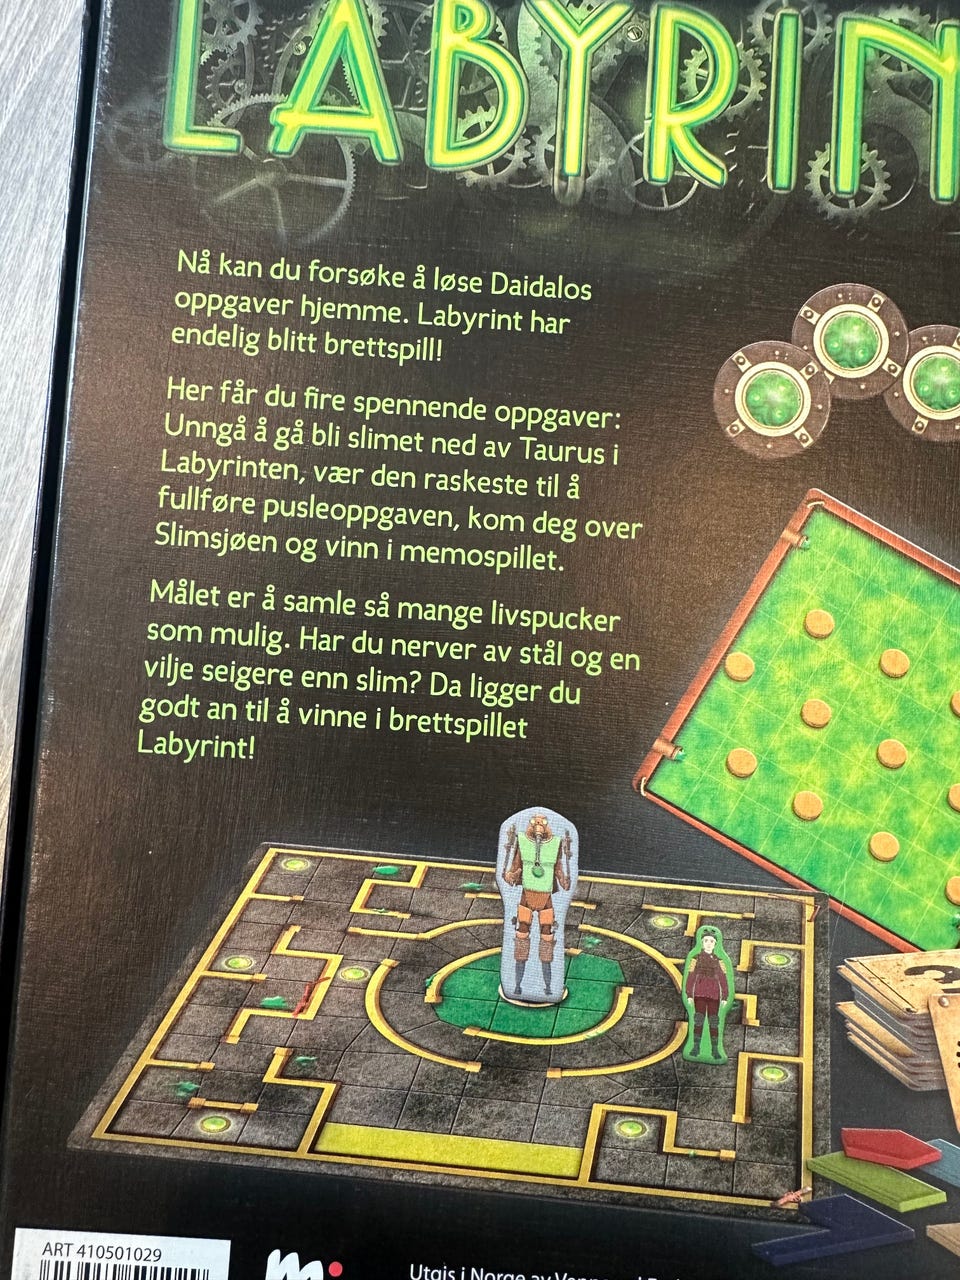 LABYRIN
Nå kan du forsøke å løse Daidalos
oppgaver hjemme. Labyrint har
endelig blitt brettspill!
Her får du fire spennende oppgaver:
Unngå å gå bli slimet ned av Taurus i
Labyrinten, vær den raskeste til å
fullføre pusleoppgaven, kom deg over
Slimsjøen og vinn i memospillet.
Målet er å samle så mange livspucker
som mulig. Har du nerver av stål og en
vilje seigere enn slim? Da ligger du
godt an til å vinne i brettspillet
Labyrint!
ART 410501029
Utgis i Norge av